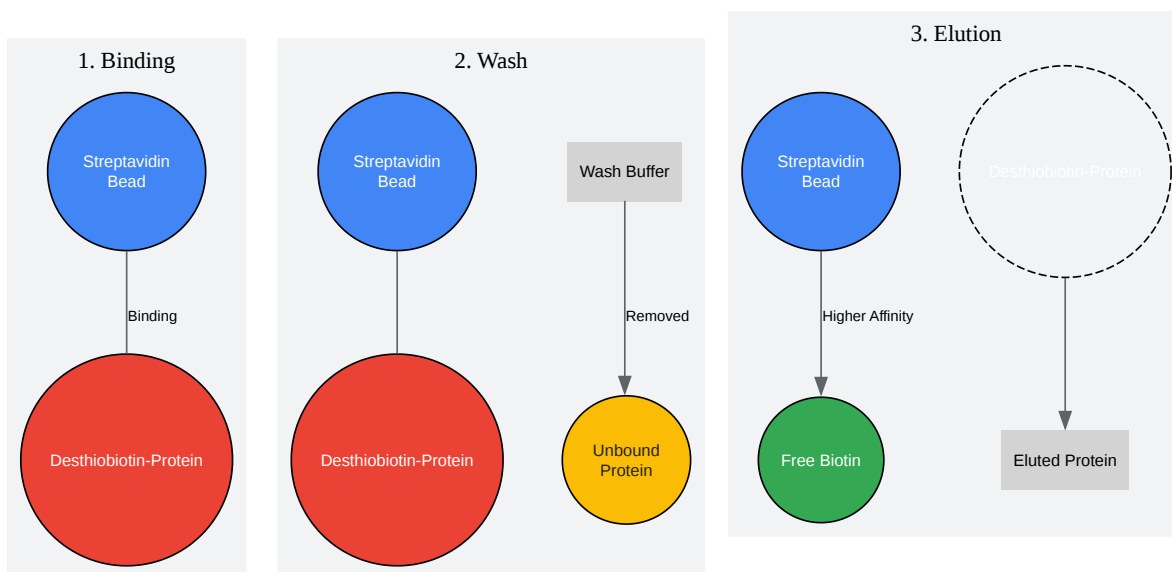 1. Binding
Streptavidin
Bead
Binding
Desthiobiotin-Protein
2. Wash
Streptavidin
Bead
Wash Buffer
Removed
Desthiobiotin-Protein
Unbound
Protein
3. Elution
Streptavidin
Bead
Desthiobiotin-Protein
Higher Affinity
Free Biotin
Eluted Protein